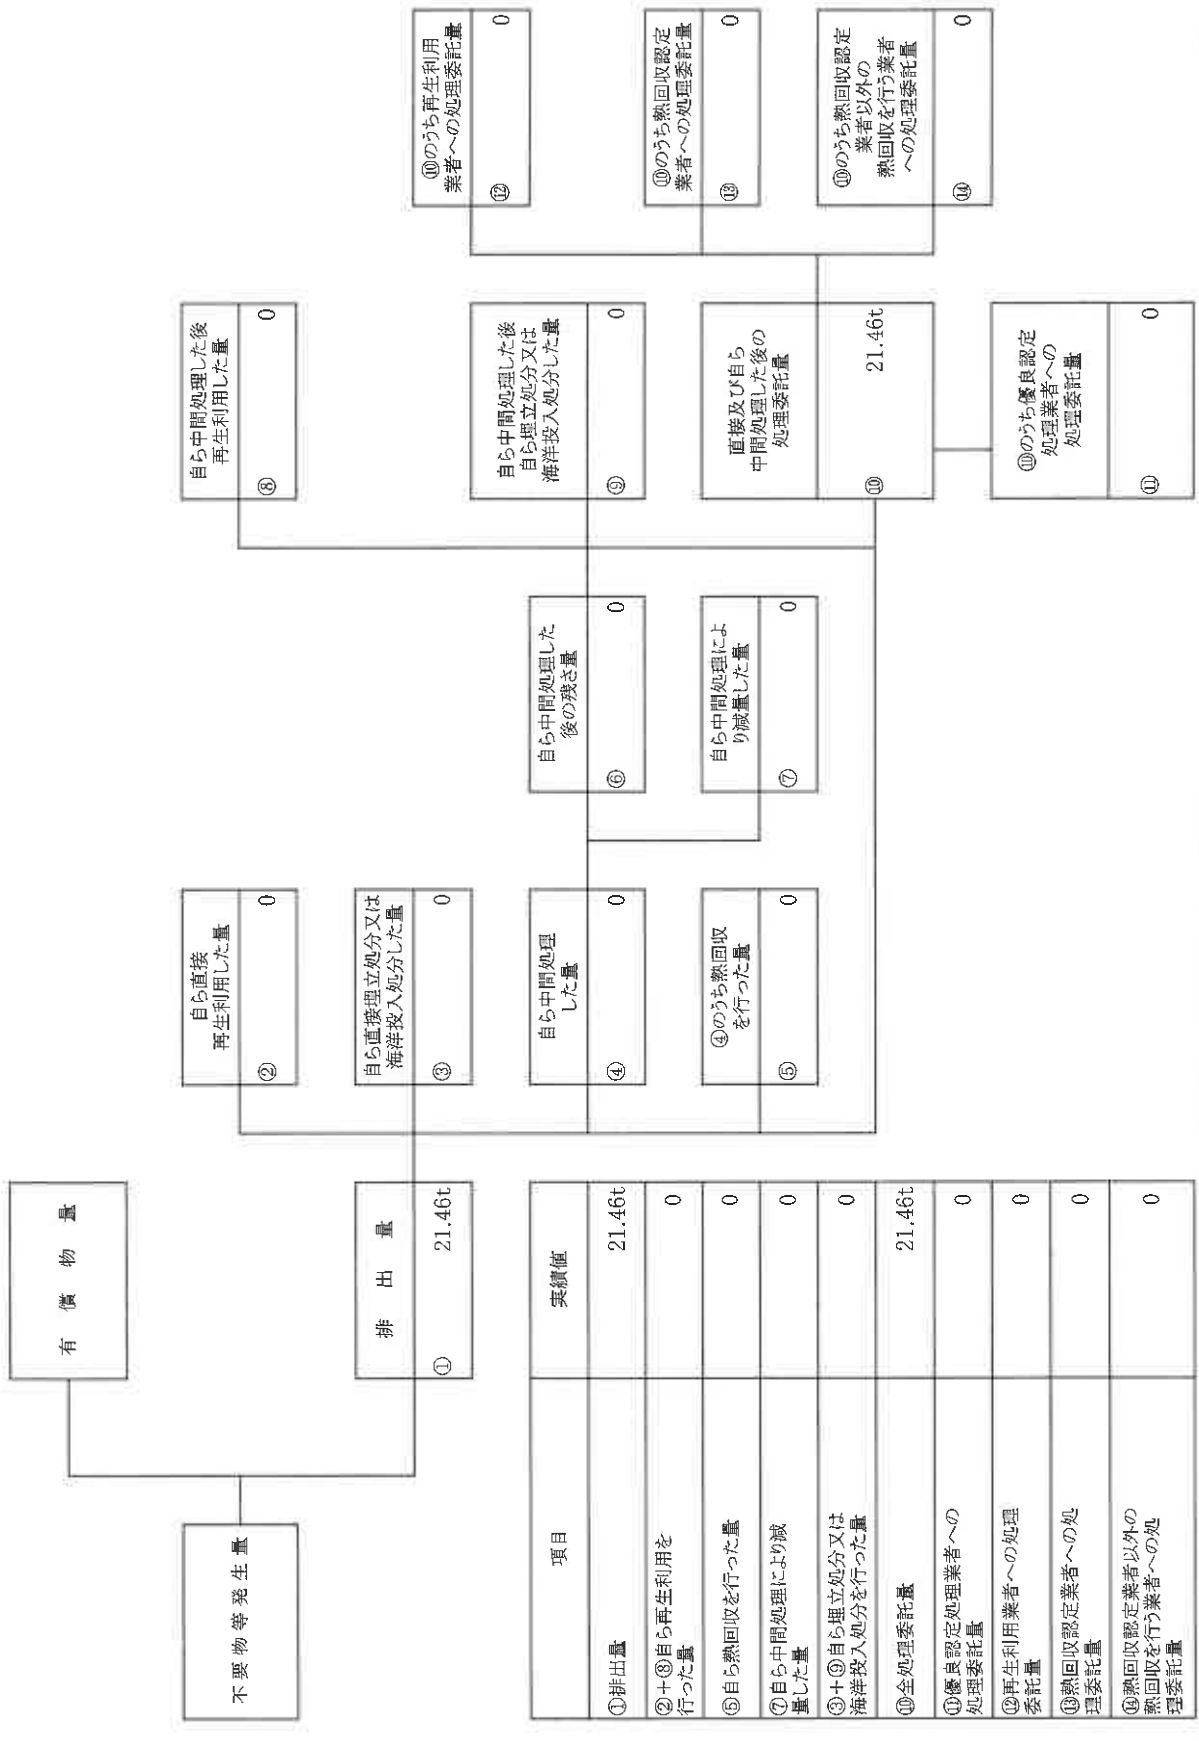 不要物等発生量
有償物量
排出量
① 21.46t
自ら直接
再生利用した量
② 0
自ら直接埋立処分又は
海洋投入処分した量
③ 0
自ら中間処理
した量
④ 0
④のうち熱回収
を行った量
⑤ 0
自ら中間処理した
後の残さ量
⑥ 0
自ら中間処理によ
り減量した量
⑦ 0
自ら中間処理した後
再生利用した量
⑧ 0
自ら中間処理した後
自ら埋立処分又は
海洋投入処分した量
⑨ 0
直接及び自ら
中間処理した後の
処理委託量
⑩ 21.46t
⑩のうち優良認定
処理業者への
処理委託量
⑪ 0
⑩のうち再生利用
業者への処理委託量
⑫ 0
⑩のうち熱回収認定
業者への処理委託量
⑬ 0
⑩のうち熱回収認定
業者以外の
熱回収を行う業者
への処理委託量
⑭ 0
項目 実績値
①排出量 21.46t
②+⑧自ら再生利用を
行った量 0
⑤自ら熱回収を行った量 0
⑦自ら中間処理により減
量した量 0
③+⑨自ら埋立処分又は
海洋投入処分を行った量 0
⑩全処理委託量 21.46t
⑪優良認定処理業者への
処理委託量 0
⑫再生利用業者への処理
委託量 0
⑬熱回収認定業者への処
理委託量 0
⑭熱回収認定業者以外の
熱回収を行う業者への処
理委託量 0